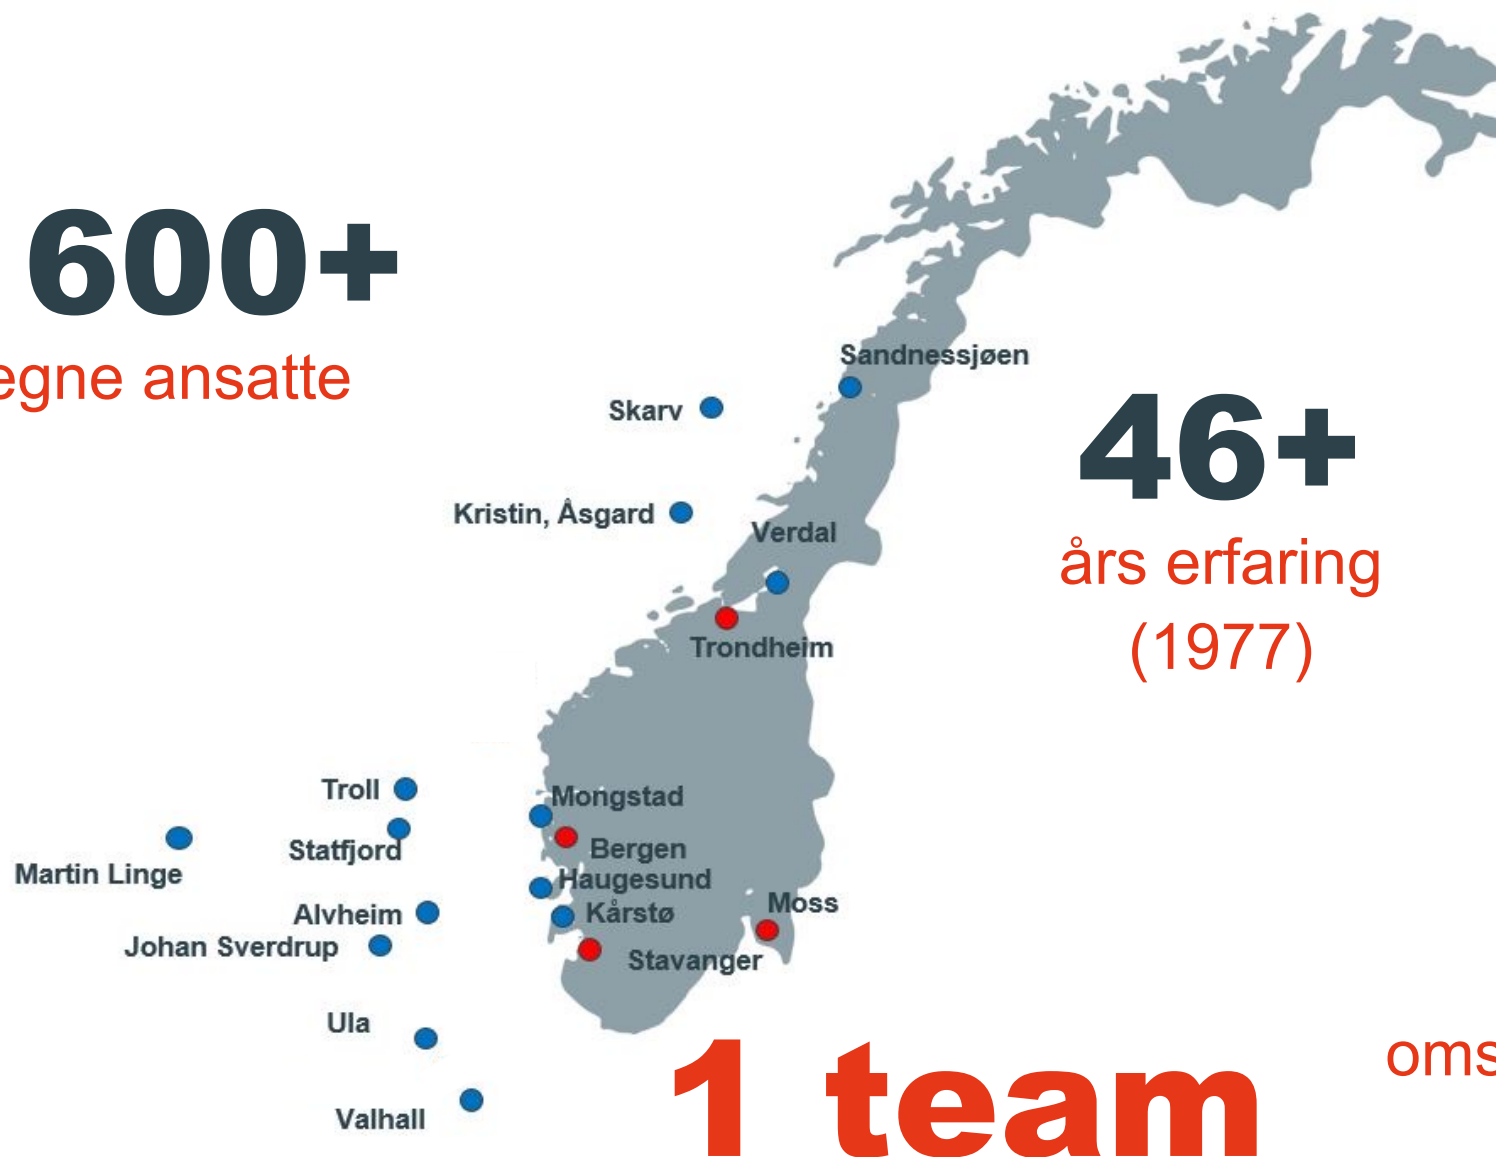 600+
egne ansatte
Sandnessjøen
Skarv
46+
Kristin, Åsgard
Verdal
års erfaring
(1977)
Trondheim
Troll
Mongstad
Statfjord
Bergen
Martin Linge
Haugesund
Moss
Alvheim
Kårstø
Johan Sverdrup
Stavanger
Ula
1 team
oms
Valhall